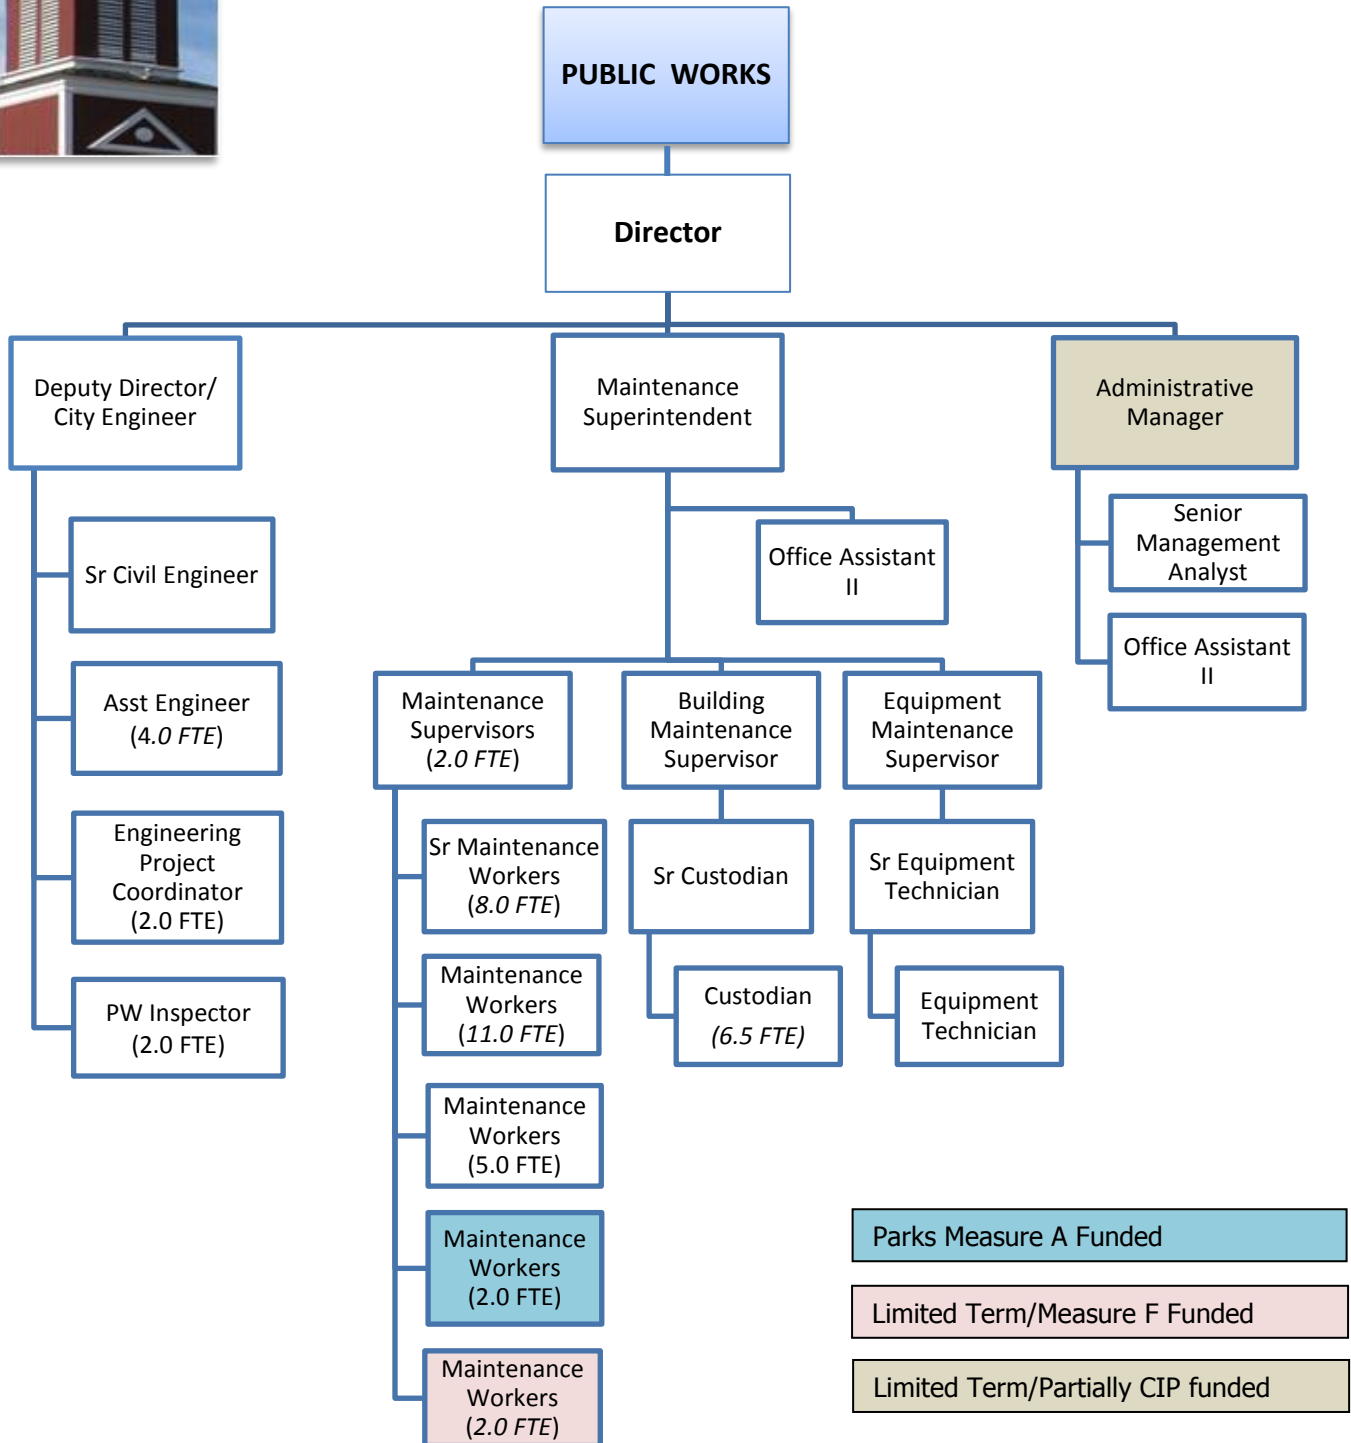 PUBLIC WORKS
Director
Deputy Director/
City Engineer
Maintenance
Superintendent
Administrative
Manager
Sr Civil Engineer
Asst Engineer
(4.0 FTE)
Engineering
Project
Coordinator
(2.0 FTE)
PW Inspector
(2.0 FTE)
Office Assistant
II
Senior
Management
Analyst
Office Assistant
II
Maintenance
Supervisors
(2.0 FTE)
Building
Maintenance
Supervisor
Equipment
Maintenance
Supervisor
Sr Maintenance
Workers
(8.0 FTE)
Maintenance
Workers
(11.0 FTE)
Maintenance
Workers
(5.0 FTE)
Maintenance
Workers
(2.0 FTE)
Maintenance
Workers
(2.0 FTE)
Sr Custodian
Custodian
(6.5 FTE)
Sr Equipment
Technician
Equipment
Technician
Parks Measure A Funded
Limited Term/Measure F Funded
Limited Term/Partially CIP funded